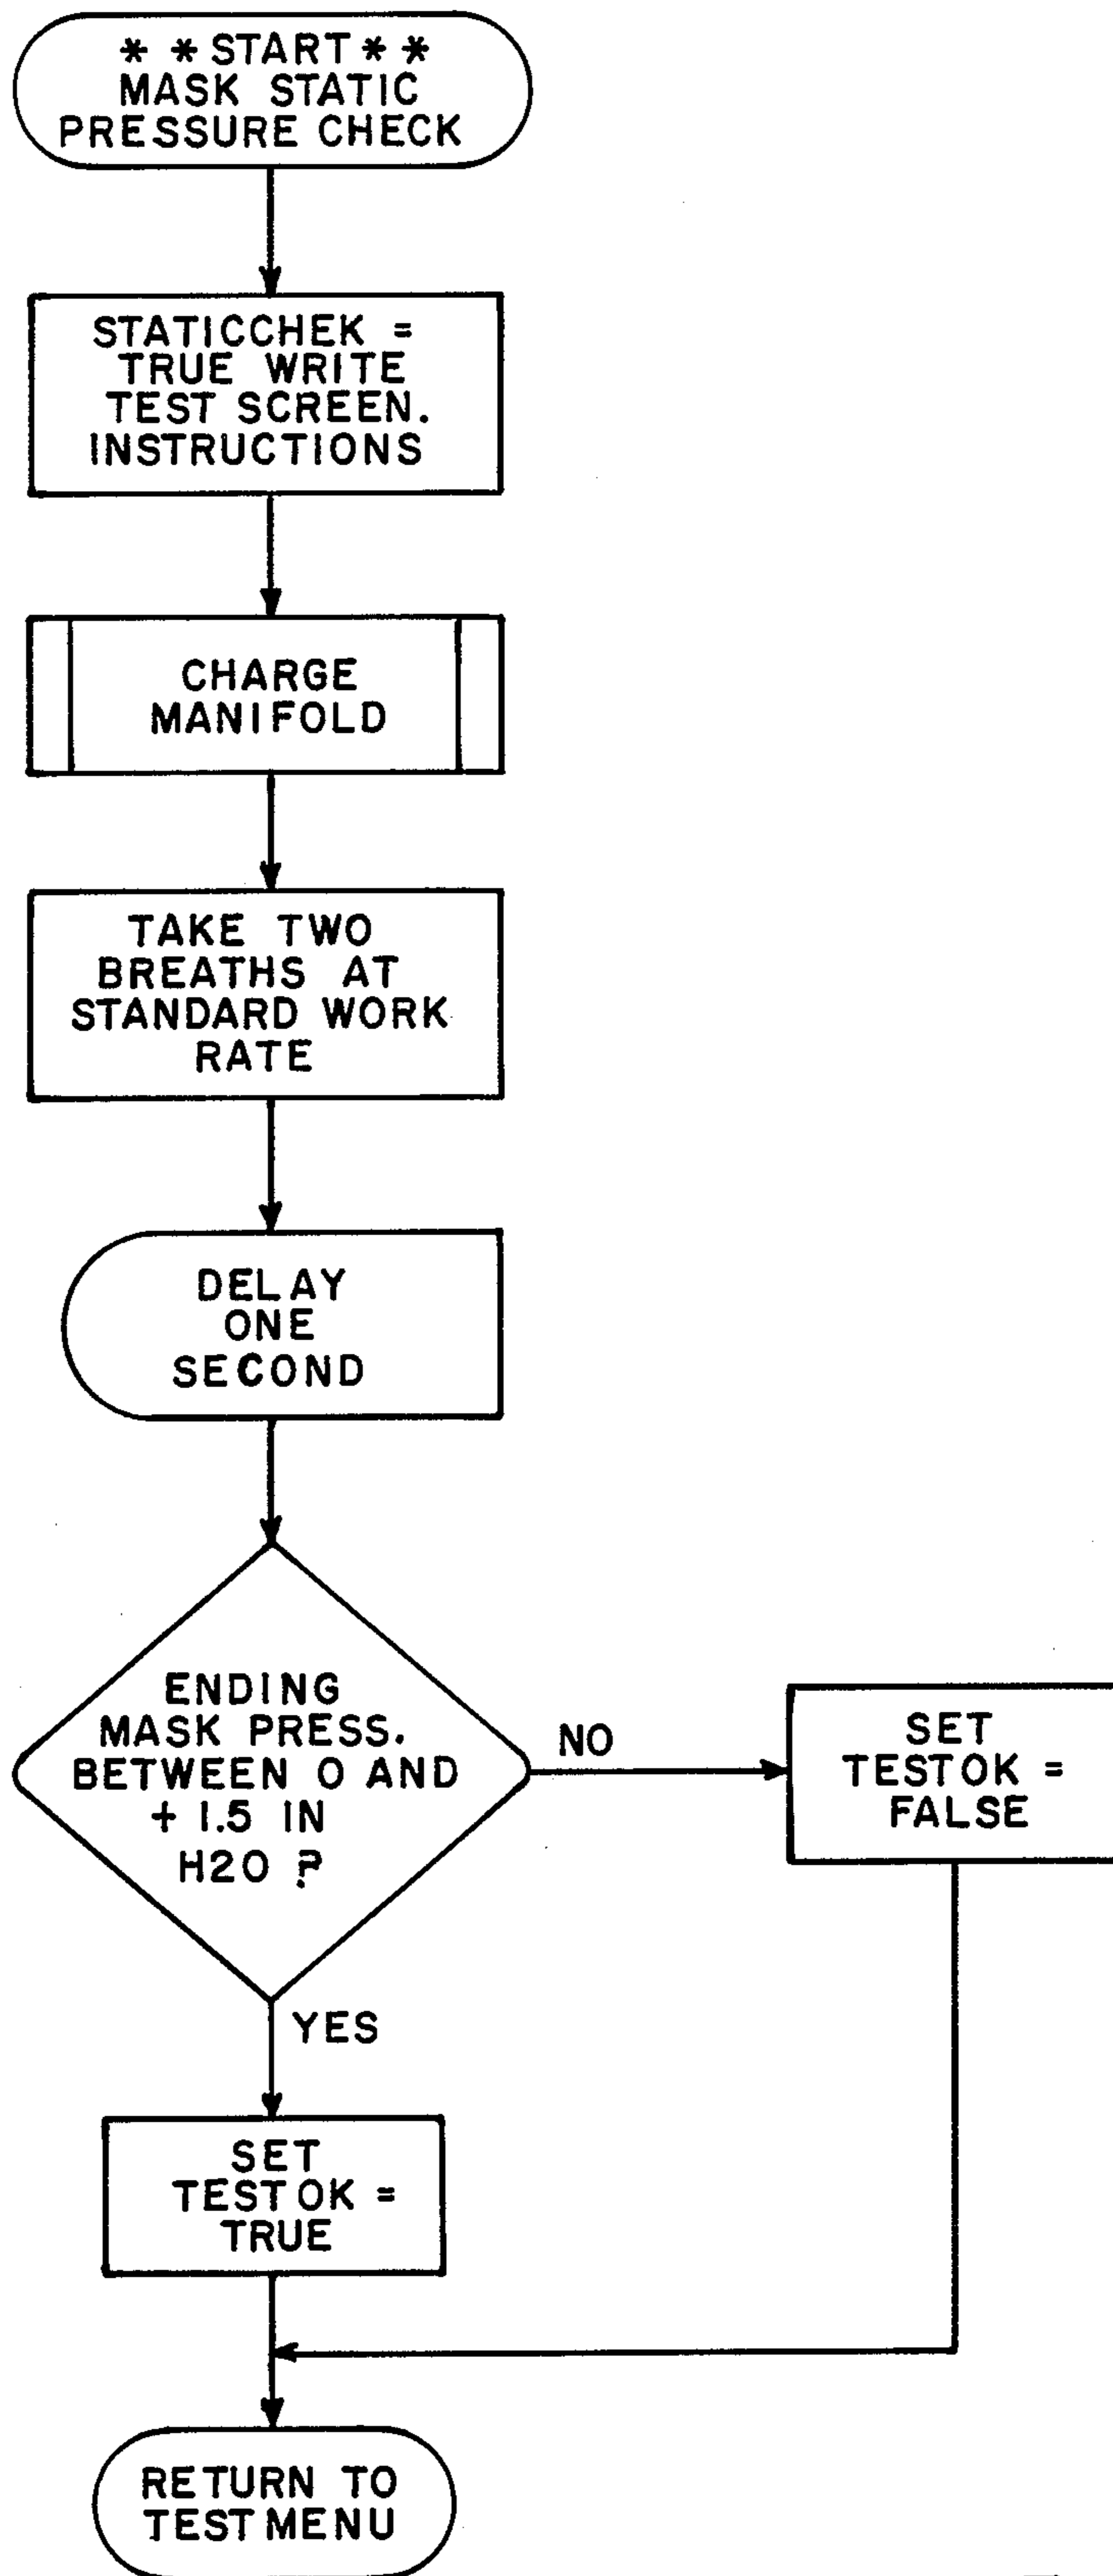 * * START * *
MASK STATIC
PRESSURE CHECK
STATICCHEK =
TRUE WRITE
TEST SCREEN.
INSTRUCTIONS
CHARGE
MANIFOLD
TAKE TWO
BREATHS AT
STANDARD WORK
RATE
DELAY
ONE
SECOND
ENDING
MASK PRESS.
BETWEEN 0 AND
+ 1.5 IN
H2O ?
NO
SET
TESTOK =
FALSE
YES
SET
TESTOK =
TRUE
RETURN TO
TESTMENU